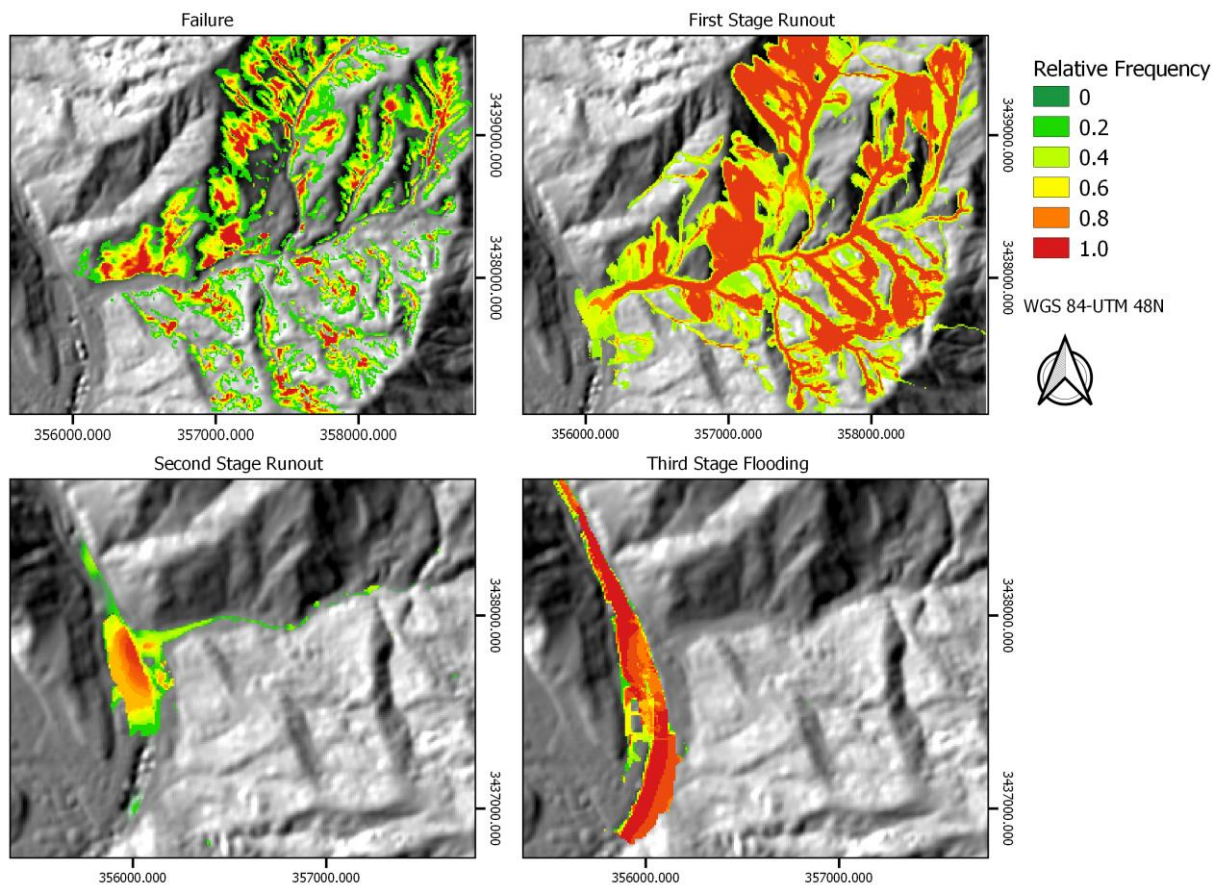 Failure
First Stage Runout
3439000.000
3438000.000
356000.000 357000.000 358000.000
3439000.000
3438000.000
356000.000 357000.000 358000.000
Relative Frequency
0
0.2
0.4
0.6
0.8
1.0
WGS 84-UTM 48N
Second Stage Runout
Third Stage Flooding
3438000.000
3437000.000
356000.000 357000.000
3438000.000
3437000.000
356000.000 357000.000